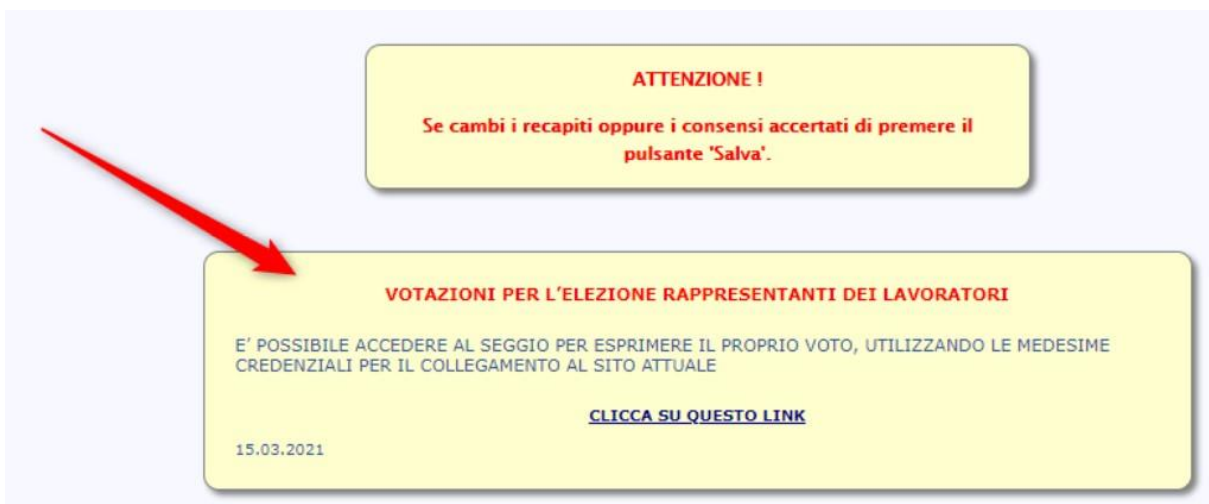 ATTENZIONE !
Se cambi i recapiti oppure i consensi accertati di premere il
pulsante 'Salva'.
VOTAZIONI PER L'ELEZIONE RAPPRESENTANTI DEI LAVORATORI
E' POSSIBILE ACCEDERE AL SEGGIO PER ESPRIMERE IL PROPRIO VOTO, UTILIZZANDO LE MEDESIME
CREDENZIALI PER IL COLLEGAMENTO AL SITO ATTUALE
CLICCA SU QUESTO LINK
15.03.2021